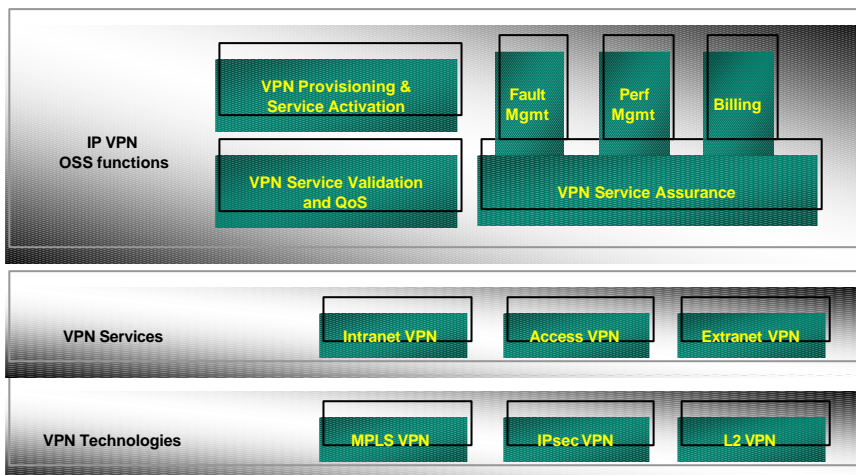 IP VPN
OSS functions
VPN Provisioning &
Service Activation
VPN Service Validation
and QoS
Fault
Mgmt
Perf
Mgmt
Billing
VPN Service Assurance
VPN Services
Intranet VPN
Access VPN
Extranet VPN
VPN Technologies
MPLS VPN
IPsec VPN
L2 VPN